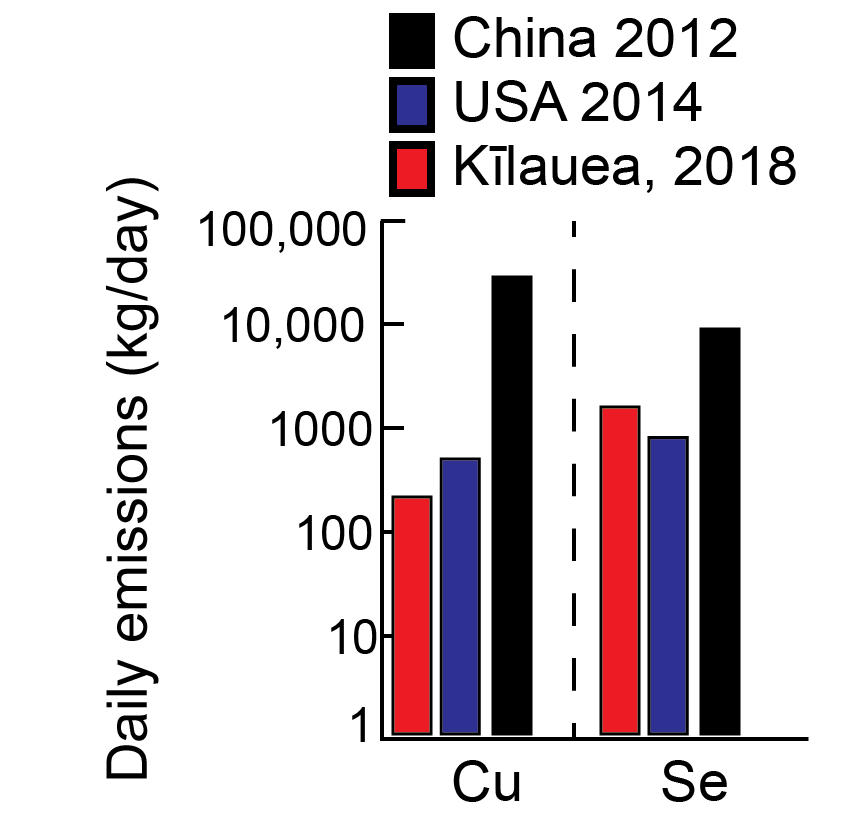 China 2012
USA 2014
Kīlauea, 2018
Daily emissions (kg/day)
100,000
10,000
1000
100
10
1
Cu
Se